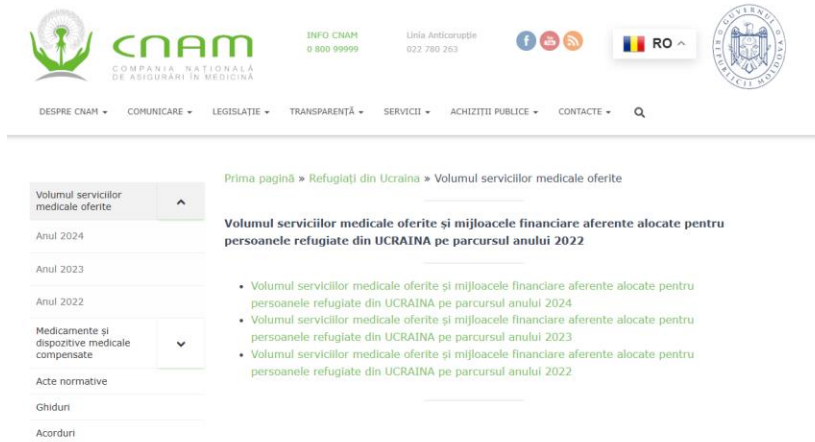 cnam
COMPANIA NAȚIONALĂ
DE ASIGURĂRI ÎN MEDICINĂ
INFO CNAM
0 800 99999
Linia Anticorupție
022 780 263
RO
GUVERNUL REPUBLICII MOLDOVA
DESPRE CNAM COMUNICARE LEGISLAȚIE TRANSPARENȚĂ SERVICII ACHIZIȚII PUBLICE CONTACTE
Prima pagină » Refugiați din Ucraina » Volumul serviciilor medicale oferite
Volumul serviciilor
medicale oferite
Anul 2024
Anul 2023
Anul 2022
Medicamente și
dispozitive medicale
compensate
Acte normative
Ghiduri
Acorduri
Volumul serviciilor medicale oferite și mijloacele financiare aferente alocate pentru
persoanele refugiate din UCRAINA pe parcursul anului 2022
• Volumul serviciilor medicale oferite și mijloacele financiare aferente alocate pentru
persoanele refugiate din UCRAINA pe parcursul anului 2024
• Volumul serviciilor medicale oferite și mijloacele financiare aferente alocate pentru
persoanele refugiate din UCRAINA pe parcursul anului 2023
• Volumul serviciilor medicale oferite și mijloacele financiare aferente alocate pentru
persoanele refugiate din UCRAINA pe parcursul anului 2022